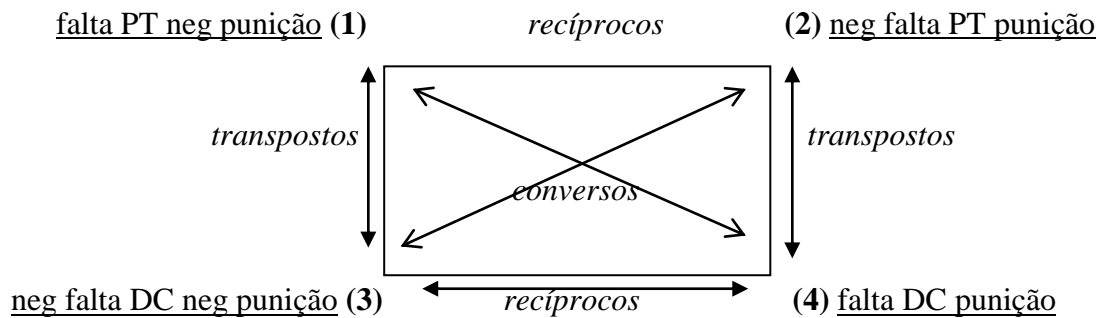 falta PT neg punição (1) recíprocos (2) neg falta PT punição
transpostos transpostos
conversos
neg falta DC neg punição (3) recíprocos (4) falta DC punição